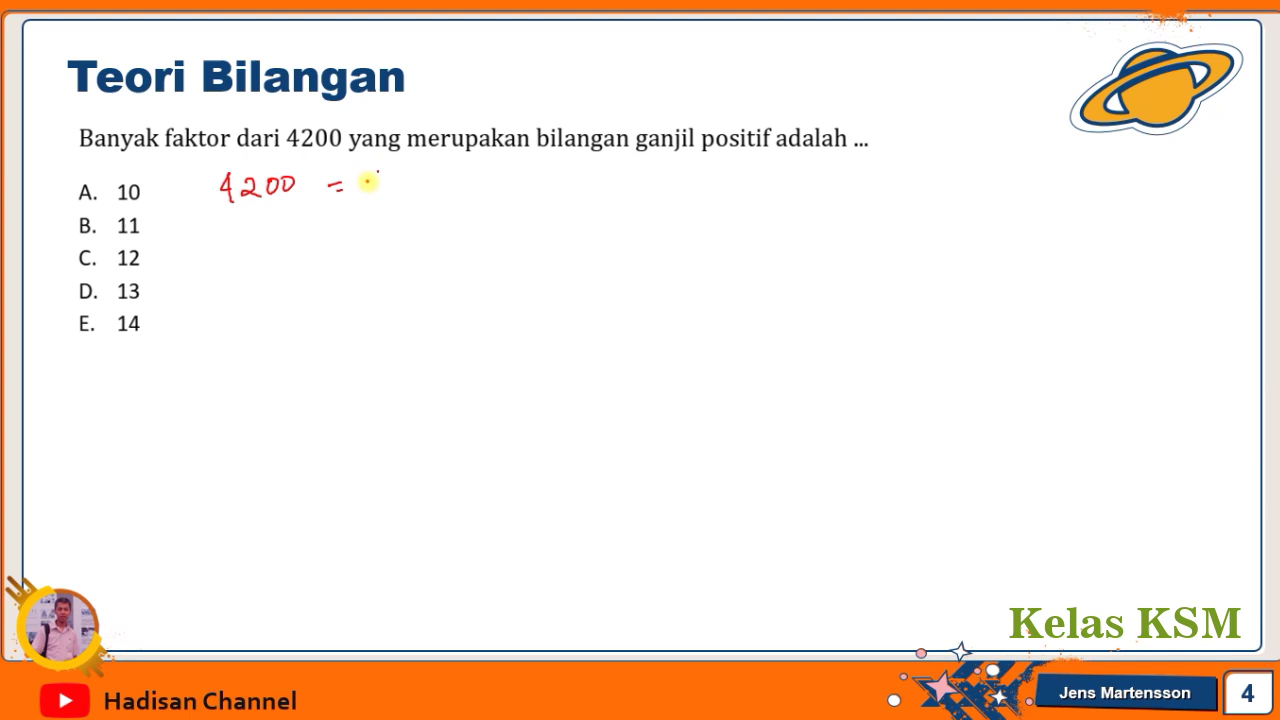 Teori Bilangan
Banyak faktor dari 4200 yang merupakan bilangan ganjil positif adalah ...
A. 10
4200 =
B. 11
C. 12
D. 13
E. 14
Kelas KSM
Hadisan Channel
Jens Martensson
4